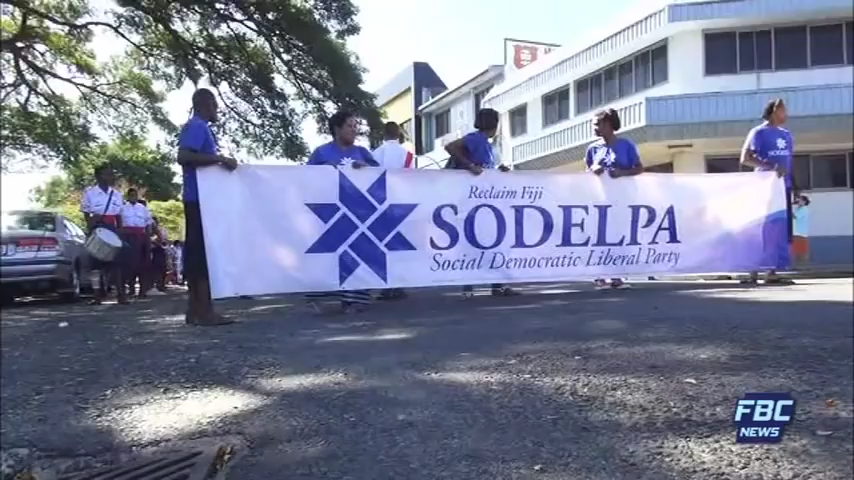 Reclaim Fiji
SODELPA
Social Democratic Liberal Party
FBC
NEWS